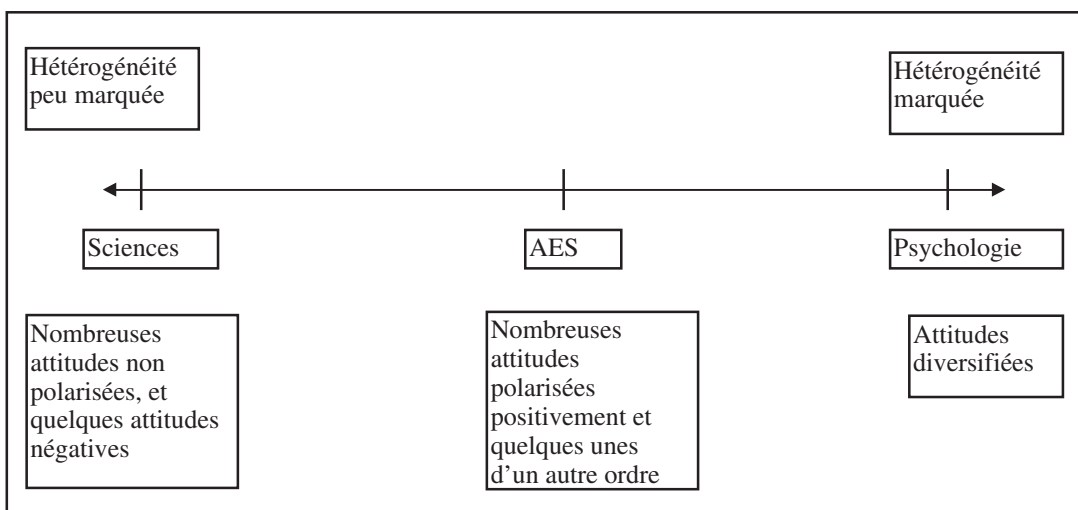 Hétérogénéité
peu marquée
Hétérogénéité
marquée
Sciences
AES
Psychologie
Nombreuses
attitudes non
polarisées, et
quelques attitudes
négatives
Nombreuses
attitudes
polarisées
positivement et
quelques unes
d’un autre ordre
Attitudes
diversifiées